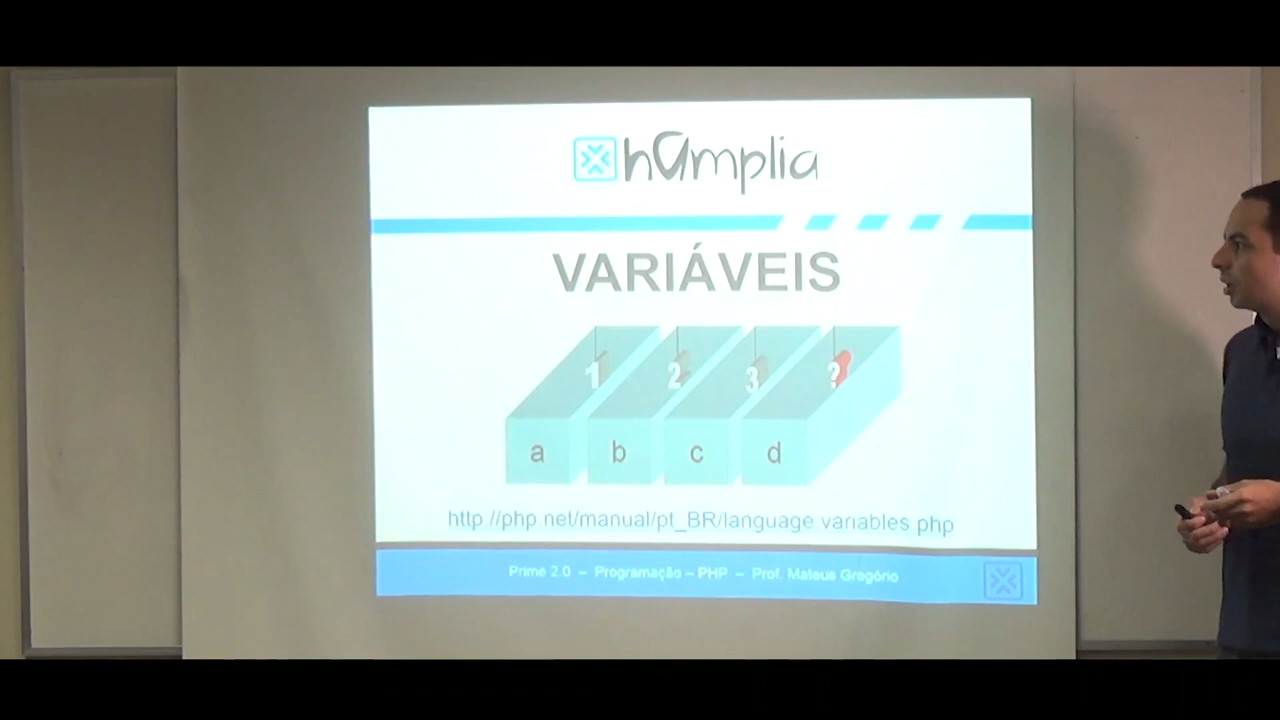 hamplia
VARIÁVEIS
1 2 3 ?
a b c d
http://php.net/manual/pt_BR/language.variables.php
Prime 2.0 – Programação – PHP – Prof. Mateus Gregório